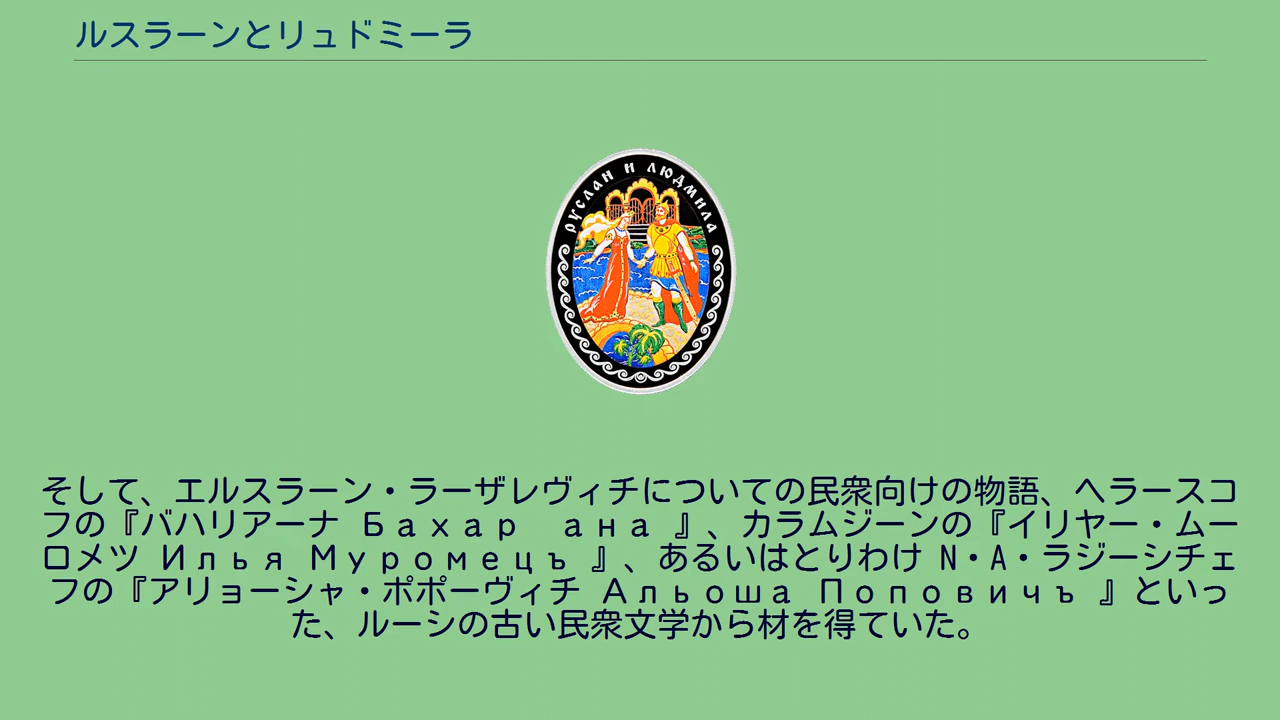 ルスラーンとリュドミーラ
РУСЛАН И ЛЮДМИЛА
そして、エルスラーン・ラーザレヴィチについての民衆向けの物語、ヘラースコ
フの『バハリアーナ Бахар ана 』、カラムジーンの『イリヤー・ムー
ロメツ Илья Муромецъ 』、あるいはとりわけ N・A・ラジーシチェ
フの『アリョーシャ・ポポーヴィチ Альоша Поповичъ 』といっ
た、ルーシの古い民衆文学から材を得ていた。